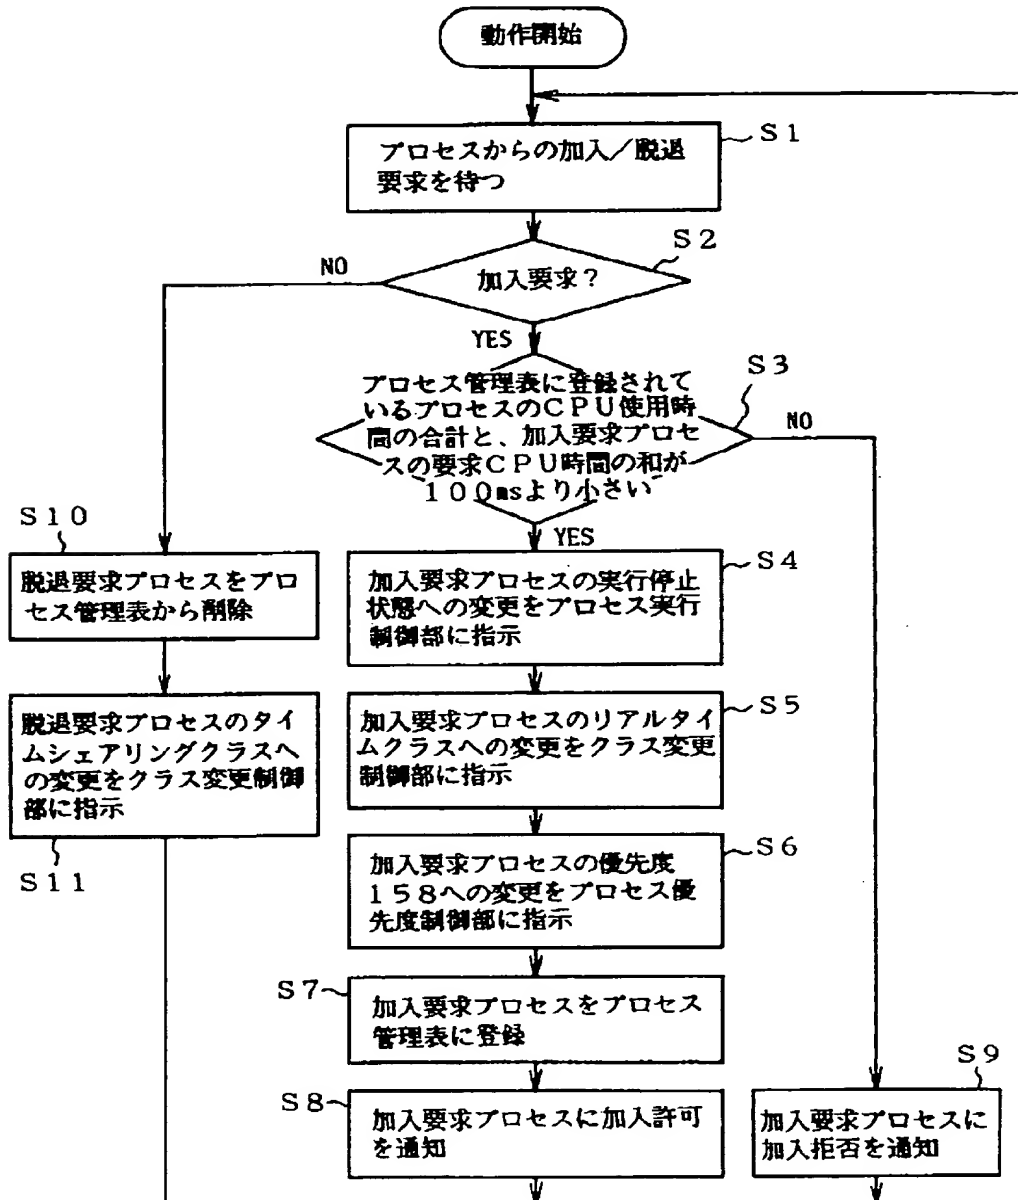 動作開始
S1
プロセスからの加入／脱退
要求を待つ
S2
加入要求？
NO
YES
S3
プロセス管理表に登録されて
いるプロセスのCPU使用時
間の合計と、加入要求プロセ
スの要求CPU時間の和が
100msより小さい
NO
YES
S10
脱退要求プロセスをプロ
セス管理表から削除
S4
加入要求プロセスの実行停止
状態への変更をプロセス実行
制御部に指示
脱退要求プロセスのタイ
ムシェアリングクラスへ
の変更をクラス変更制御
部に指示
S11
S5
加入要求プロセスのリアルタイ
ムクラスへの変更をクラス変更
制御部に指示
S6
加入要求プロセスの優先度
158への変更をプロセス優
先度制御部に指示
S7
加入要求プロセスをプロセス
管理表に登録
S8
加入要求プロセスに加入許可
を通知
S9
加入要求プロセスに
加入拒否を通知